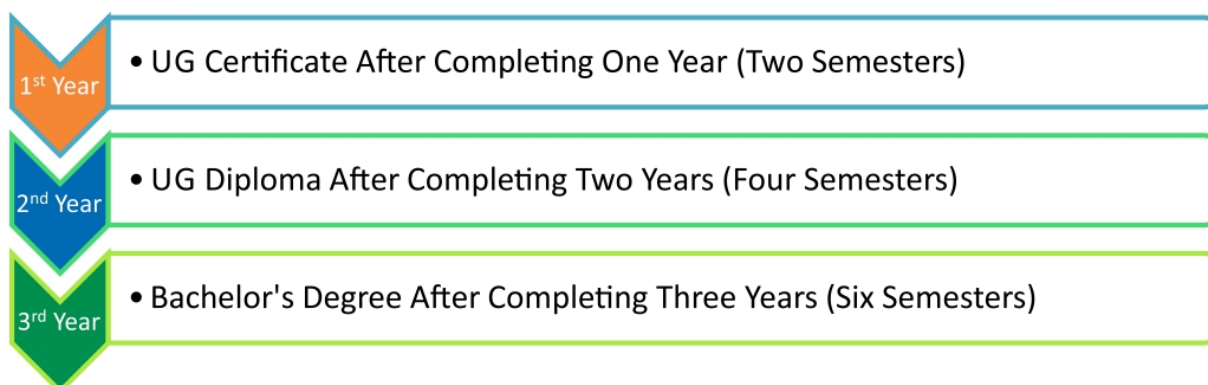 1st Year
• UG Certificate After Completing One Year (Two Semesters)
2nd Year
• UG Diploma After Completing Two Years (Four Semesters)
3rd Year
• Bachelor's Degree After Completing Three Years (Six Semesters)